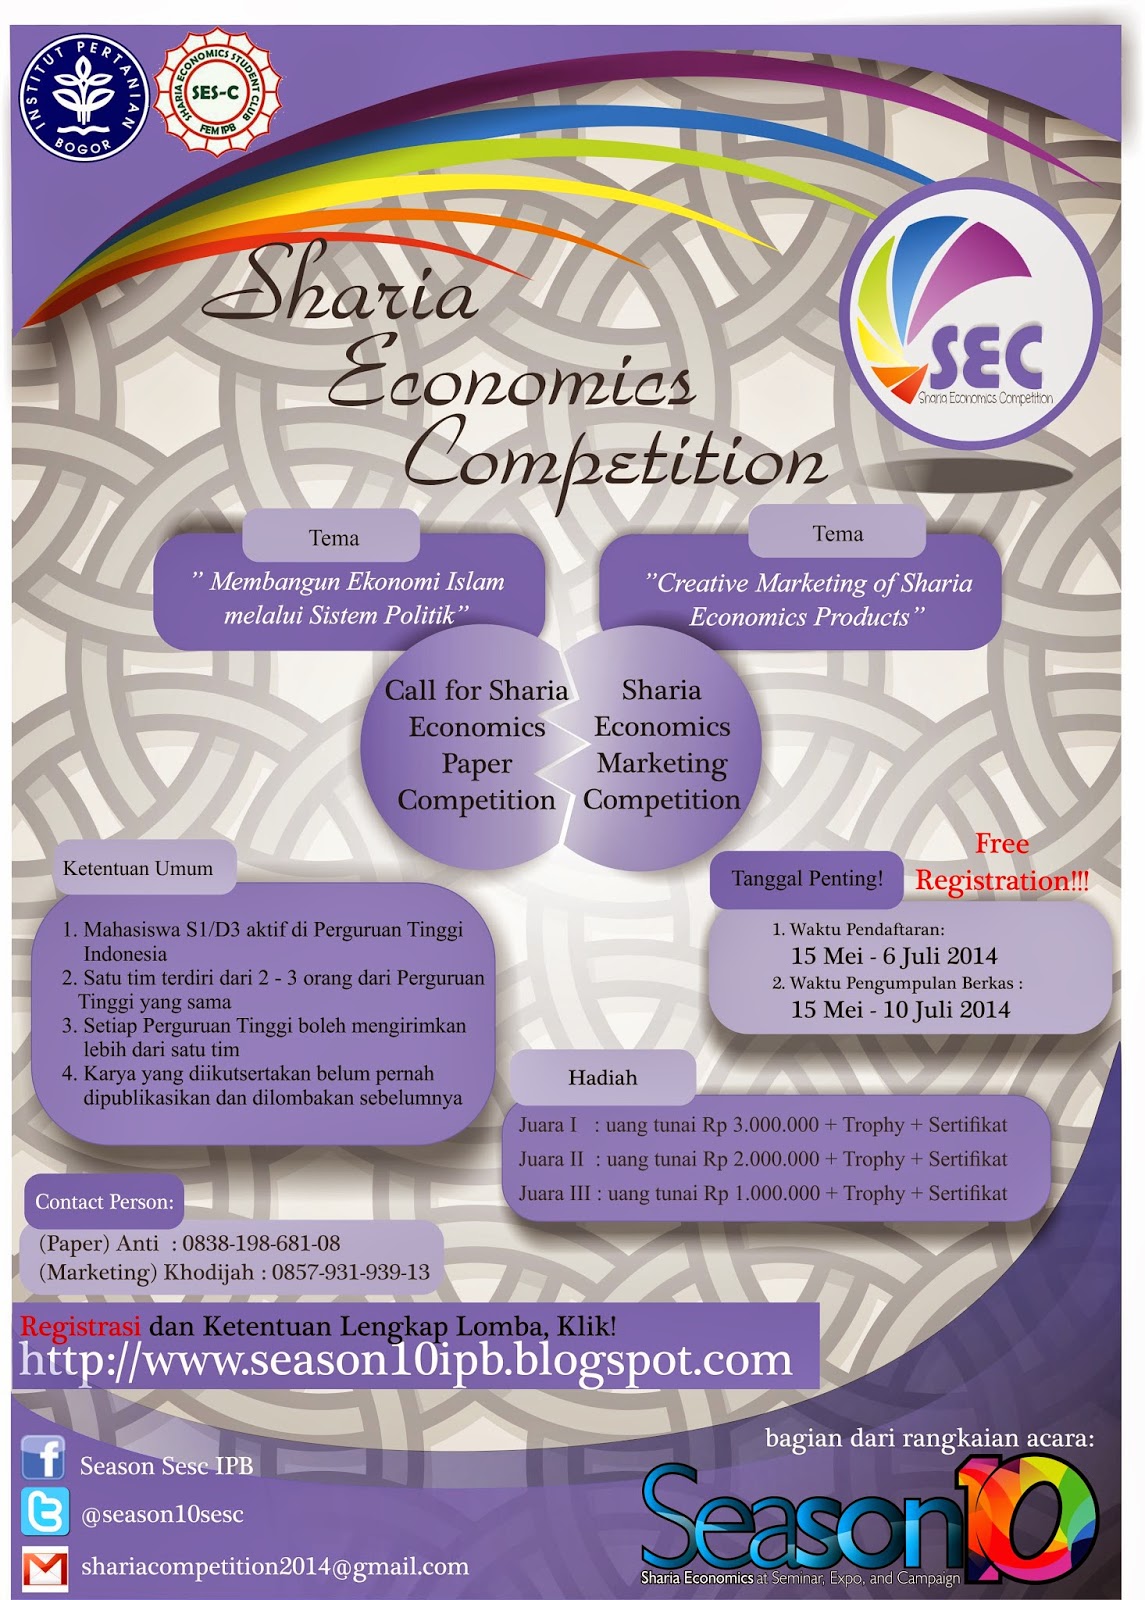 INSTITUT PERTANIAN BOGOR
SHARIA ECONOMICS STUDENT CLUB
SES-C
FEM IPB
Sharia
Economics
Competition
SEC
Sharia Economics Competition
Tema
” Membangun Ekonomi Islam
melalui Sistem Politik”
Tema
”Creative Marketing of Sharia
Economics Products”
Call for Sharia
Economics
Paper
Competition
Sharia
Economics
Marketing
Competition
Ketentuan Umum
1. Mahasiswa S1/D3 aktif di Perguruan Tinggi
Indonesia
2. Satu tim terdiri dari 2 - 3 orang dari Perguruan
Tinggi yang sama
3. Setiap Perguruan Tinggi boleh mengirimkan
lebih dari satu tim
4. Karya yang diikutsertakan belum pernah
dipublikasikan dan dilombakan sebelumnya
Free
Registration!!!
Tanggal Penting!
1. Waktu Pendaftaran:
15 Mei - 6 Juli 2014
2. Waktu Pengumpulan Berkas :
15 Mei - 10 Juli 2014
Hadiah
Juara I : uang tunai Rp 3.000.000 + Trophy + Sertifikat
Juara II : uang tunai Rp 2.000.000 + Trophy + Sertifikat
Juara III : uang tunai Rp 1.000.000 + Trophy + Sertifikat
Contact Person:
(Paper) Anti : 0838-198-681-08
(Marketing) Khodijah : 0857-931-939-13
Registrasi dan Ketentuan Lengkap Lomba, Klik!
http://www.season10ipb.blogspot.com
Season Sesc IPB
@season10sesc
shariacompetition2014@gmail.com
bagian dari rangkaian acara:
Season10
Sharia Economics at Seminar, Expo, and Campaign